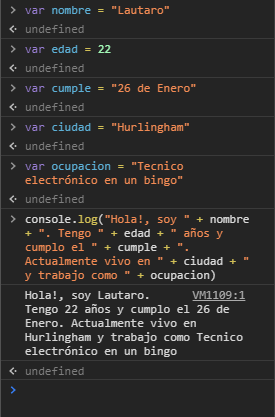 > var nombre = "Lautaro"
<· undefined
> var edad = 22
<· undefined
> var cumple = "26 de Enero"
<· undefined
> var ciudad = "Hurlingham"
<· undefined
> var ocupacion = "Tecnico
electrónico en un bingo"
<· undefined
> console.log("Hola!, soy " + nombre
+ ". Tengo " + edad + " años y
cumplo el " + cumple + ".
Actualmente vivo en " + ciudad + "
y trabajo como " + ocupacion)
Hola!, soy Lautaro. VM1109:1
Tengo 22 años y cumplo el 26 de
Enero. Actualmente vivo en
Hurlingham y trabajo como Tecnico
electrónico en un bingo
<· undefined
>